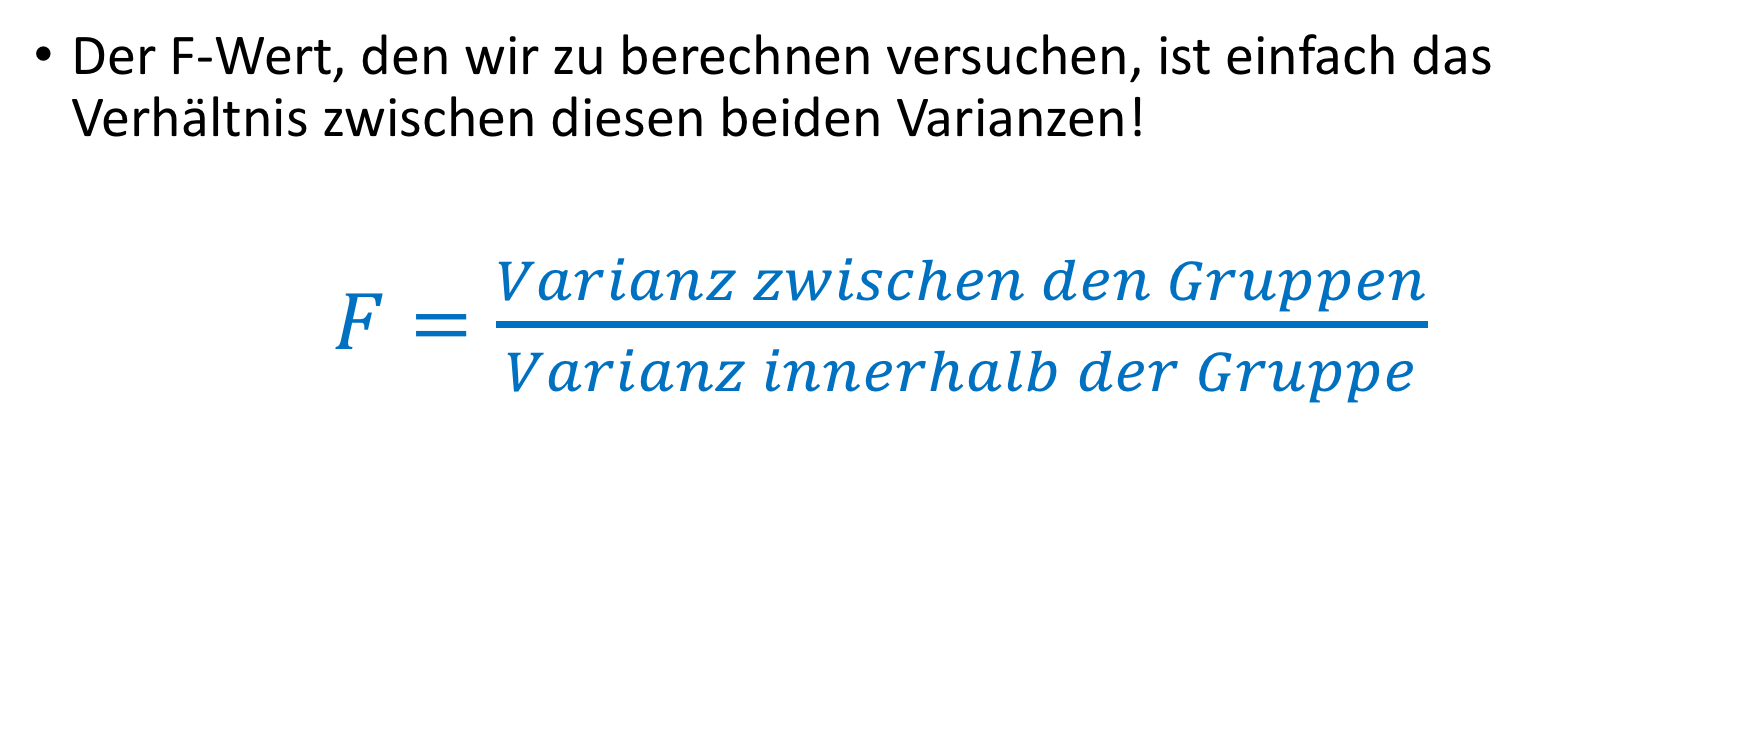 • Der F-Wert, den wir zu berechnen versuchen, ist einfach das
Verhältnis zwischen diesen beiden Varianzen!
F = Varianz zwischen den Gruppen
Varianz innerhalb der Gruppe